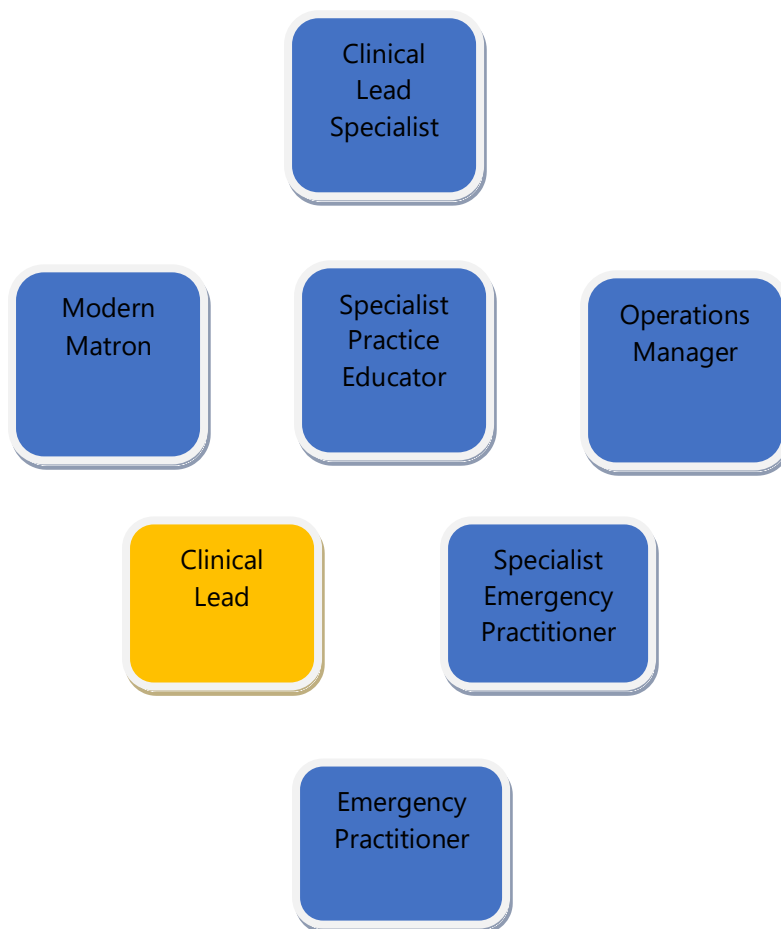 Clinical
Lead
Specialist
Modern
Matron
Specialist
Practice
Educator
Operations
Manager
Clinical
Lead
Specialist
Emergency
Practitioner
Emergency
Practitioner